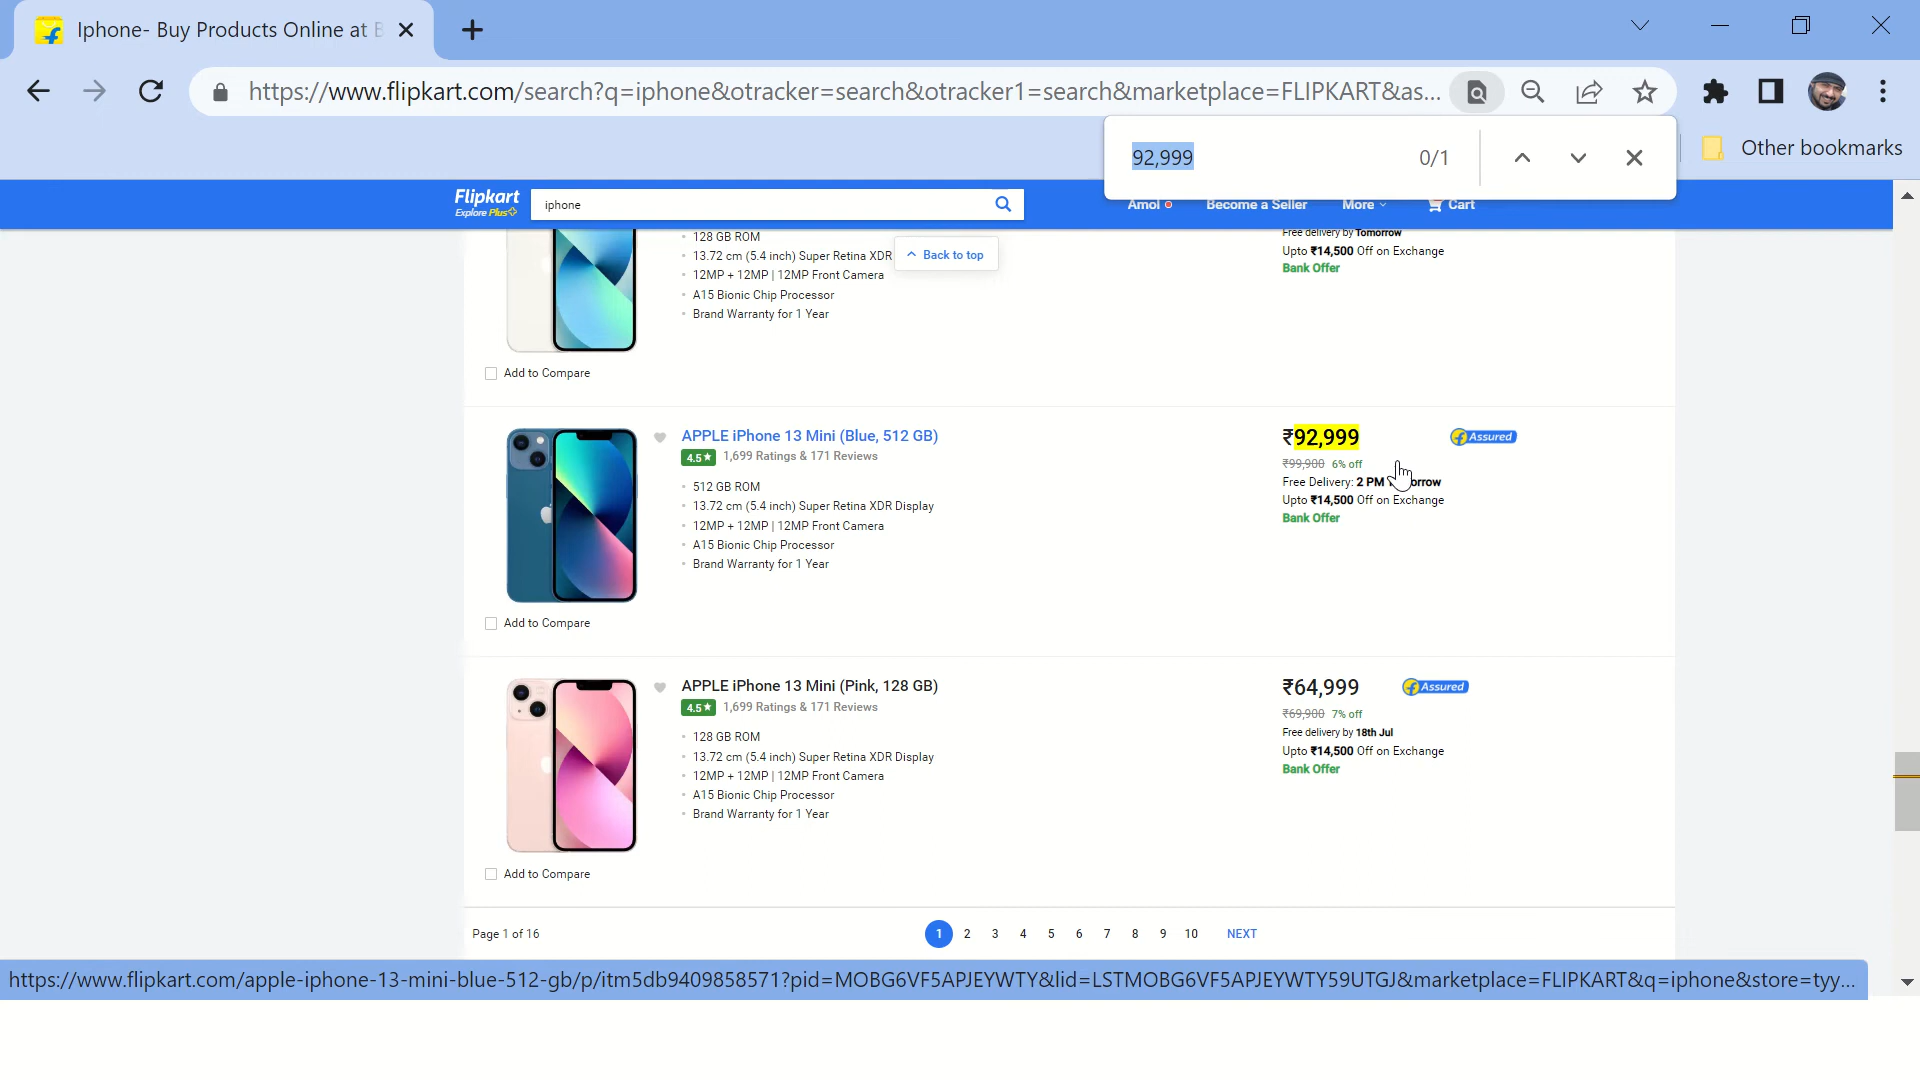 Iphone- Buy Products Online at B
https://www.flipkart.com/search?q=iphone&otracker=search&otracker1=search&marketplace=FLIPKART&as...
92,999
0/1
Other bookmarks
Flipkart
Explore Plus
iphone
Amol
Become a Seller
More
Cart
Back to top
128 GB ROM
13.72 cm (5.4 inch) Super Retina XDR
12MP + 12MP | 12MP Front Camera
A15 Bionic Chip Processor
Brand Warranty for 1 Year
Free delivery by Tomorrow
Upto ₹14,500 Off on Exchange
Bank Offer
Add to Compare
APPLE iPhone 13 Mini (Blue, 512 GB)
4.5★ 1,699 Ratings & 171 Reviews
512 GB ROM
13.72 cm (5.4 inch) Super Retina XDR Display
12MP + 12MP | 12MP Front Camera
A15 Bionic Chip Processor
Brand Warranty for 1 Year
₹92,999
Assured
₹99,900 6% off
Free Delivery: 2 PM
Upto ₹14,500 Off on Exchange
Bank Offer
Add to Compare
APPLE iPhone 13 Mini (Pink, 128 GB)
4.5★ 1,699 Ratings & 171 Reviews
128 GB ROM
13.72 cm (5.4 inch) Super Retina XDR Display
12MP + 12MP | 12MP Front Camera
A15 Bionic Chip Processor
Brand Warranty for 1 Year
₹64,999
Assured
₹69,900 7% off
Free delivery by 18th Jul
Upto ₹14,500 Off on Exchange
Bank Offer
Add to Compare
Page 1 of 16
1 2 3 4 5 6 7 8 9 10 NEXT
https://www.flipkart.com/apple-iphone-13-mini-blue-512-gb/p/itm5db9409858571?pid=MOBG6VF5APJEYWTY&lid=LSTMOBG6VF5APJEYWTY59UTGJ&marketplace=FLIPKART&q=iphone&store=tyy...